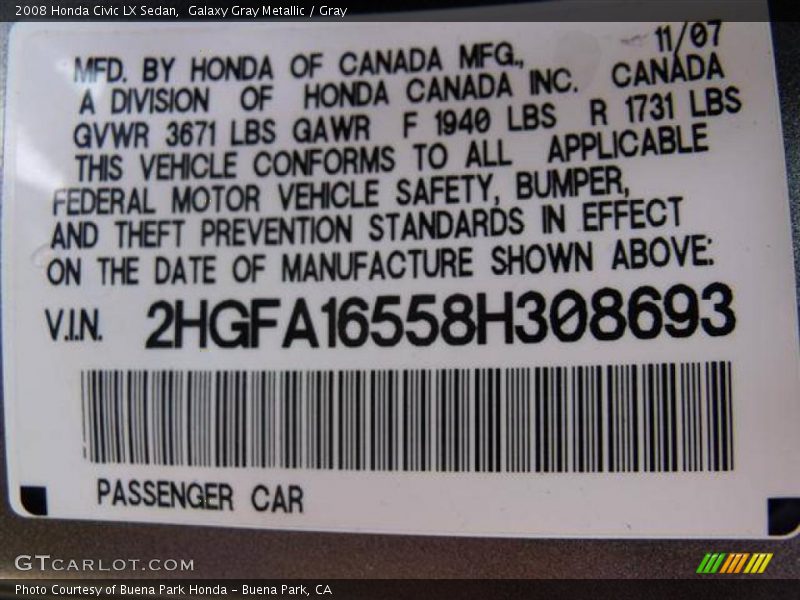 2008 Honda Civic LX Sedan,  Galaxy Gray Metallic / Gray
11/07
MFD. BY HONDA OF CANADA MFG.,
A DIVISION OF HONDA CANADA INC. CANADA
GVWR 3671 LBS GAWR F 1940 LBS R 1731 LBS
THIS VEHICLE CONFORMS TO ALL APPLICABLE
FEDERAL MOTOR VEHICLE SAFETY, BUMPER,
AND THEFT PREVENTION STANDARDS IN EFFECT
ON THE DATE OF MANUFACTURE SHOWN ABOVE:
V.I.N. 2HGFA16558H308693
PASSENGER CAR
GTCARLOT.COM
Photo Courtesy of Buena Park Honda - Buena Park, CA